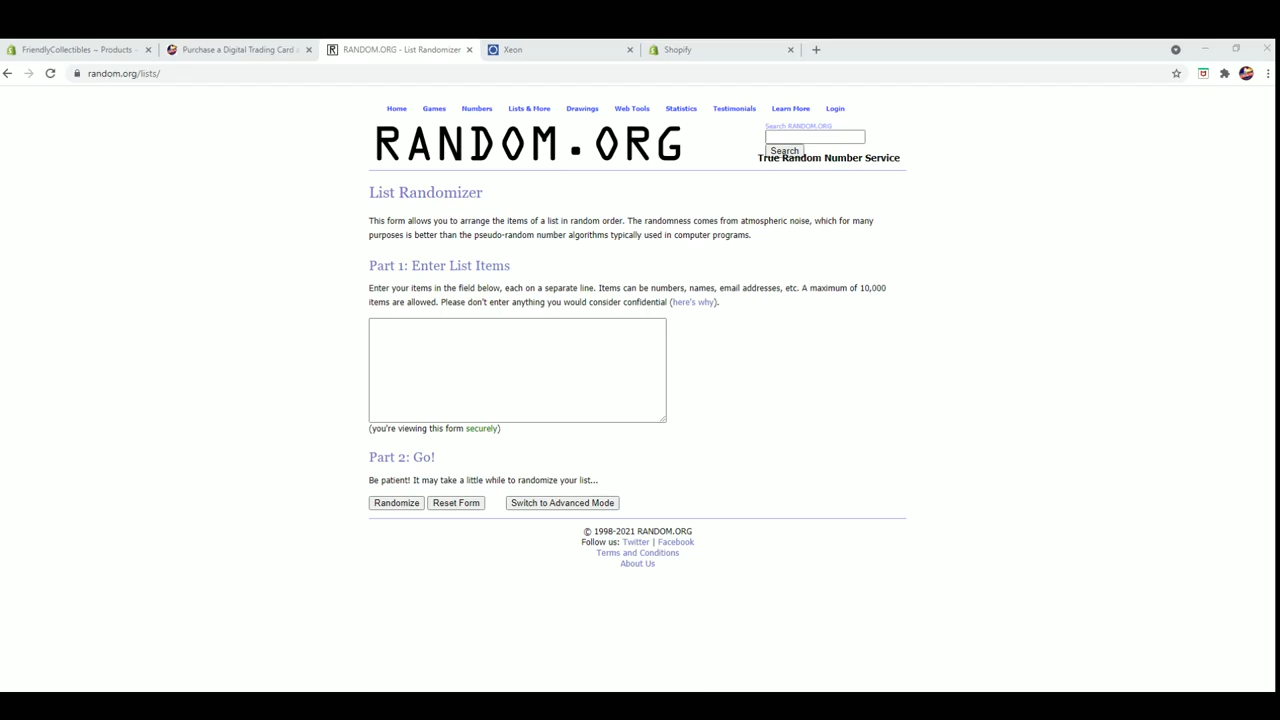 FriendlyCollectibles ~ Products -
Purchase a Digital Trading Card
RANDOM.ORG - List Randomizer
Xeon
Shopify
random.org/lists/
Home Games Numbers Lists & More Drawings Web Tools Statistics Testimonials Learn More Login
RANDOM.ORG
Search RANDOM.ORG
Search
True Random Number Service
List Randomizer
This form allows you to arrange the items of a list in random order. The randomness comes from atmospheric noise, which for many
purposes is better than the pseudo-random number algorithms typically used in computer programs.
Part 1: Enter List Items
Enter your items in the field below, each on a separate line. Items can be numbers, names, email addresses, etc. A maximum of 10,000
items are allowed. Please don't enter anything you would consider confidential (here's why).
(you're viewing this form securely)
Part 2: Go!
Be patient! It may take a little while to randomize your list...
Randomize Reset Form Switch to Advanced Mode
© 1998-2021 RANDOM.ORG
Follow us: Twitter | Facebook
Terms and Conditions
About Us